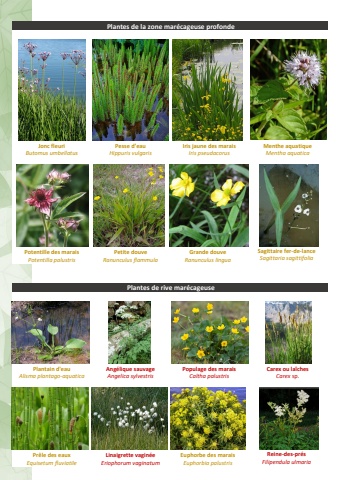 Plantes de la zone marécageuse profonde
Jonc fleuri
Butomus umbellatus
Pesse d'eau
Hippuris vulgaris
Iris jaune des marais
Iris pseudacorus
Menthe aquatique
Mentha aquatica
Potentille des marais
Potentilla palustris
Petite douve
Ranunculus flammula
Grande douve
Ranunculus lingua
Sagittaire fer-de-lance
Sagittaria sagittifolia
Plantes de rive marécageuse
Plantain d'eau
Alisma plantago-aquatica
Angélique sauvage
Angelica sylvestris
Populage des marais
Caltha palustris
Carex ou laîches
Carex sp.
Prêle des eaux
Equisetum fluviatile
Linaigrette vaginée
Eriophorum vaginatum
Euphorbe des marais
Euphorbia palustris
Reine-des-prés
Filipendula ulmaria